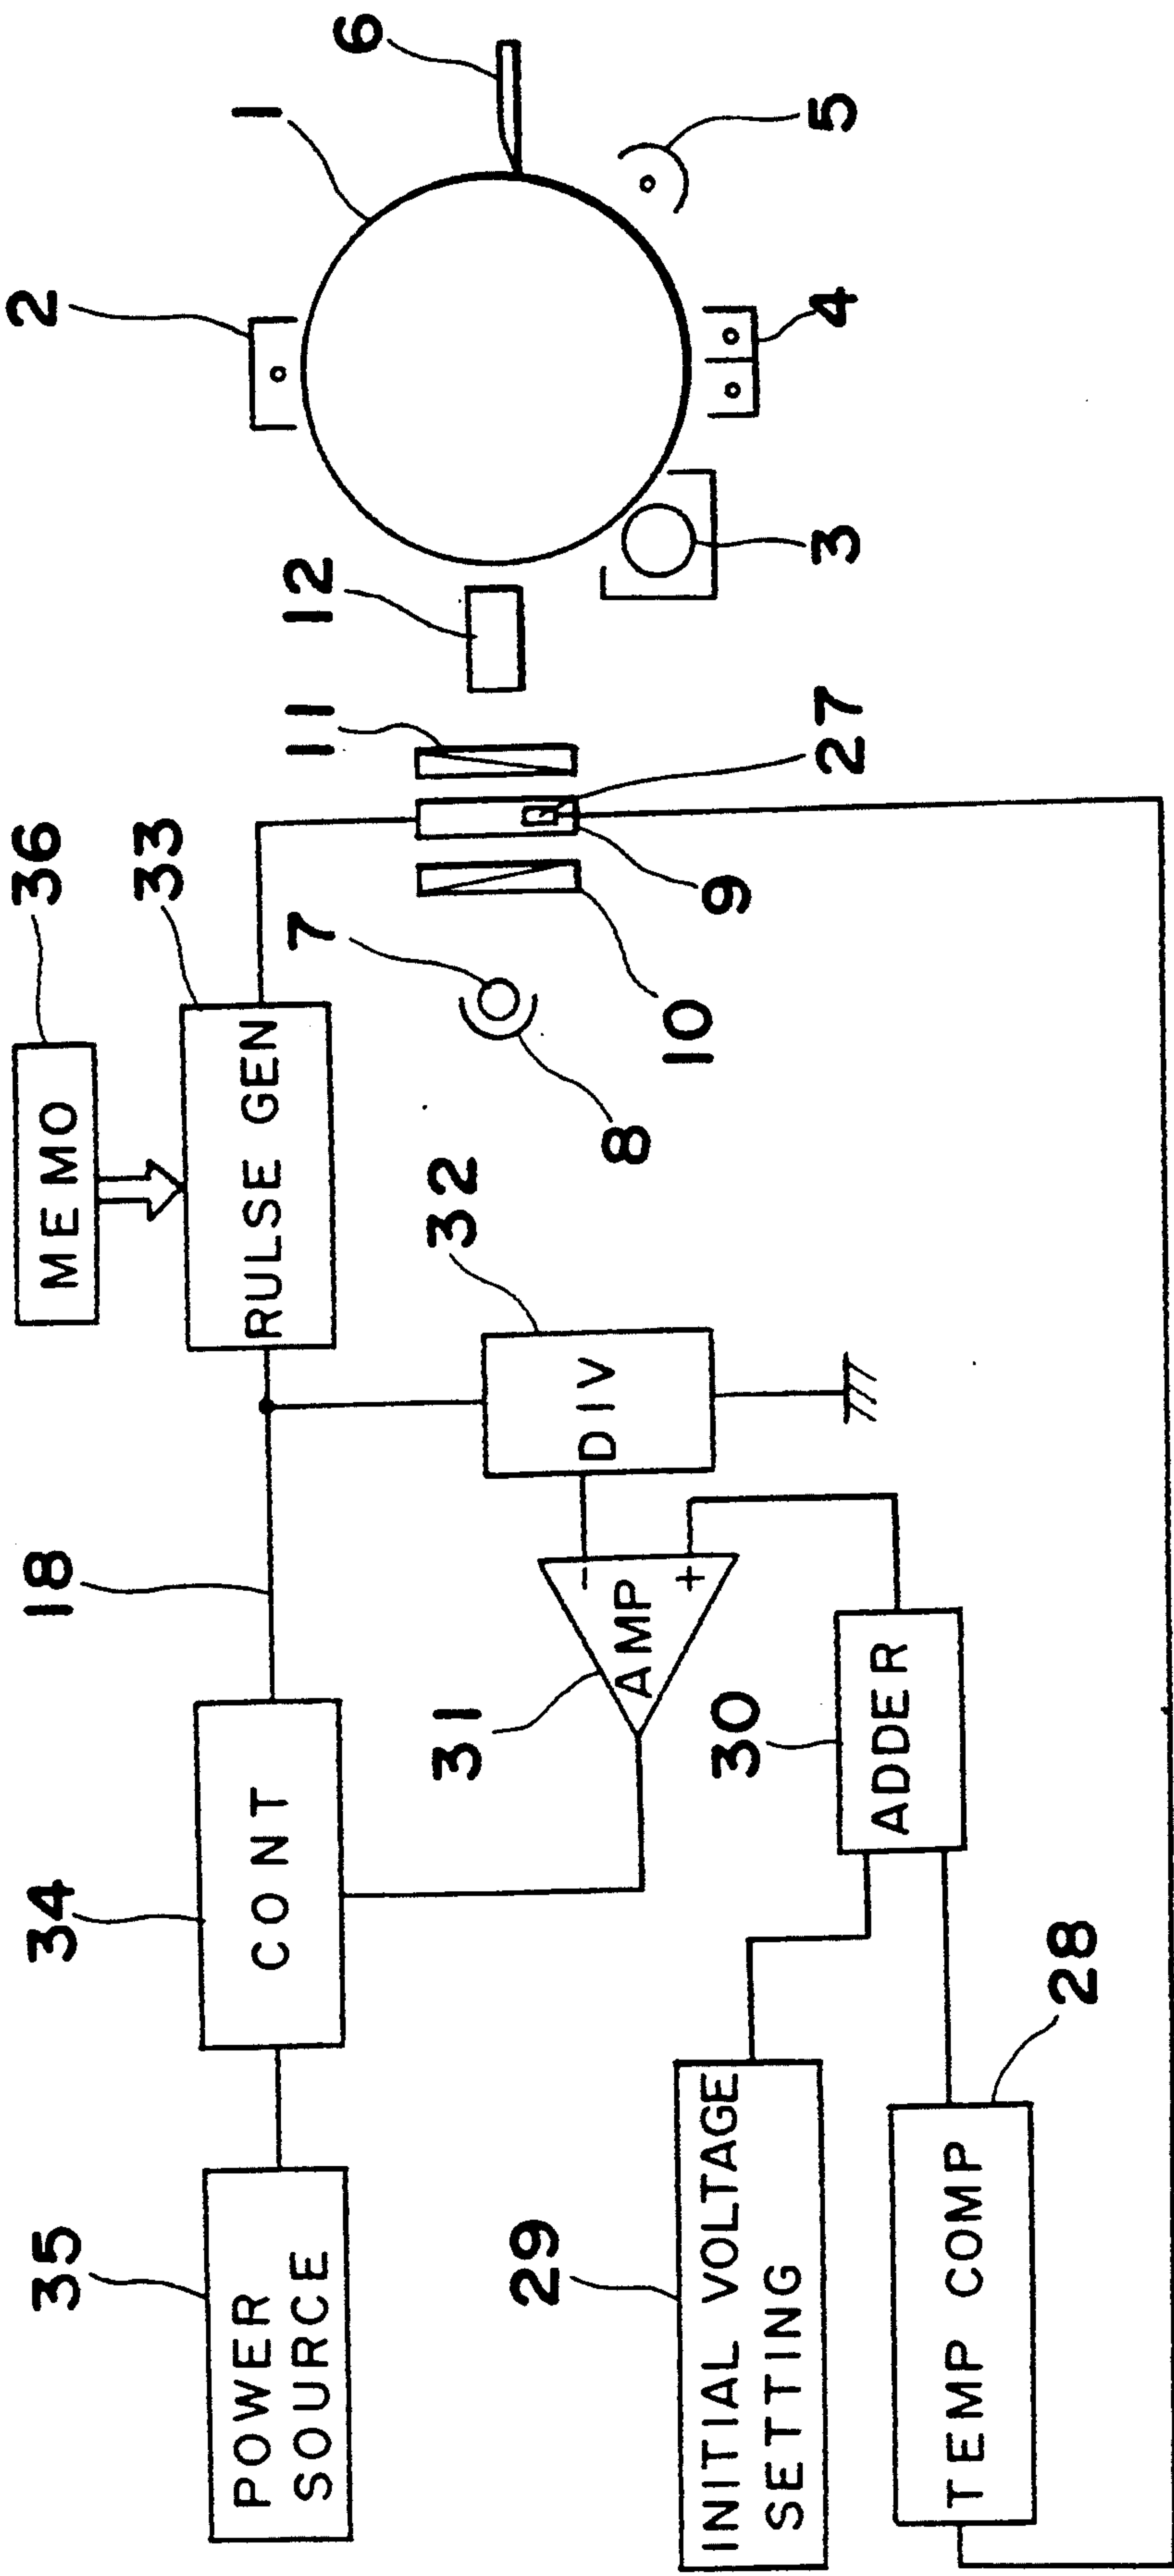 35
34
18
33
36
POWER
SOURCE
CONT
RULSE GEN
MEMO
2
1
6
7
11
12
29
31
32
INITIAL VOLTAGE
SETTING
AMP
-
+
DIV
8
10
9
27
3
4
5
30
ADDER
28
TEMP COMP